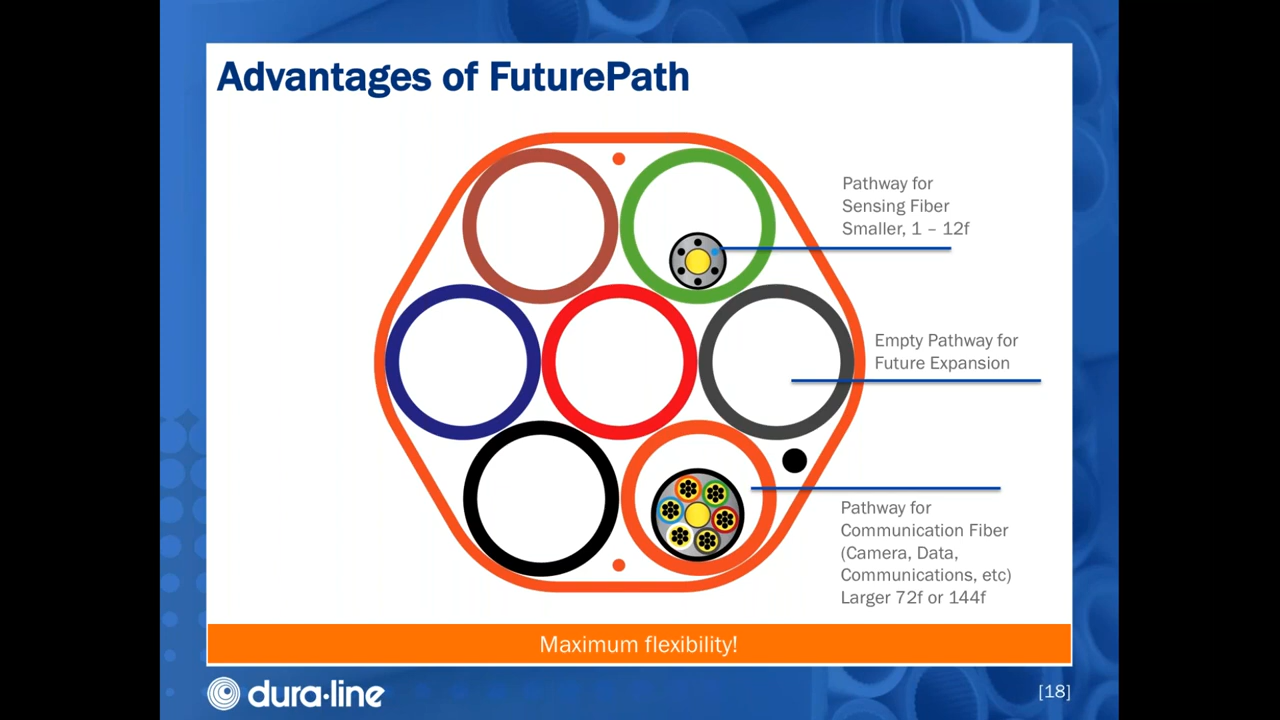 Advantages of FuturePath
Pathway for
Sensing Fiber
Smaller, 1 – 12f
Empty Pathway for
Future Expansion
Pathway for
Communication Fiber
(Camera, Data,
Communications, etc)
Larger 72f or 144f
Maximum flexibility!
dura·line
[18]